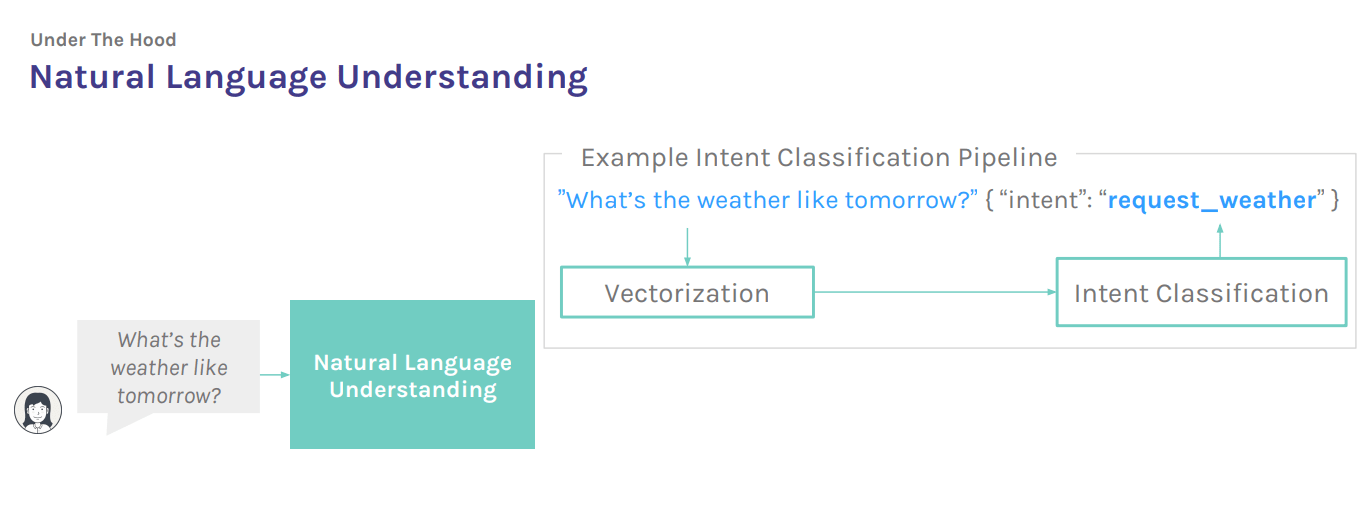 Under The Hood
Natural Language Understanding
Example Intent Classification Pipeline
”What’s the weather like tomorrow?” { “intent”: “request_weather” }
Vectorization
Intent Classification
What’s the
weather like
tomorrow?
Natural Language
Understanding